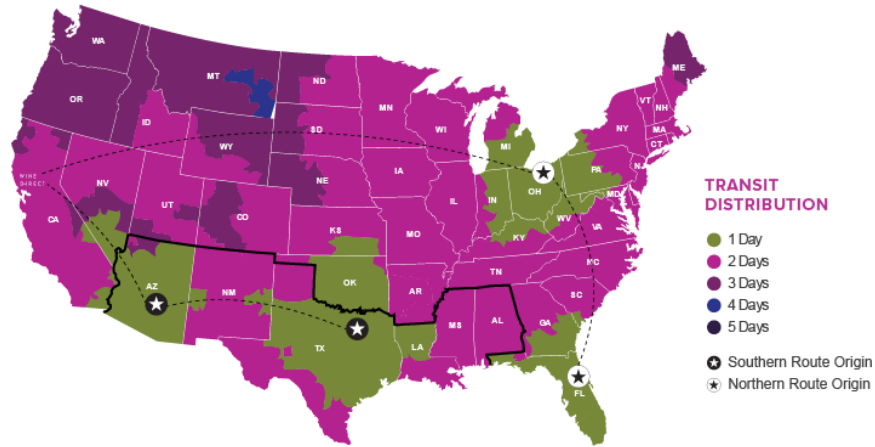 WA
MT
ND
ME
OR
MN
VT
NH
ID
SD
WI
NY
MA
WY
MI
CT
WINE
DIRECT
NE
IA
PA
NJ
NV
OH
MD
UT
IL
IN
CA
CO
WV
VA
KS
MO
KY
NC
TN
AZ
NM
OK
AR
SC
MS
AL
GA
TX
LA
FL
TRANSIT
DISTRIBUTION
1 Day
2 Days
3 Days
4 Days
5 Days
Southern Route Origin
Northern Route Origin